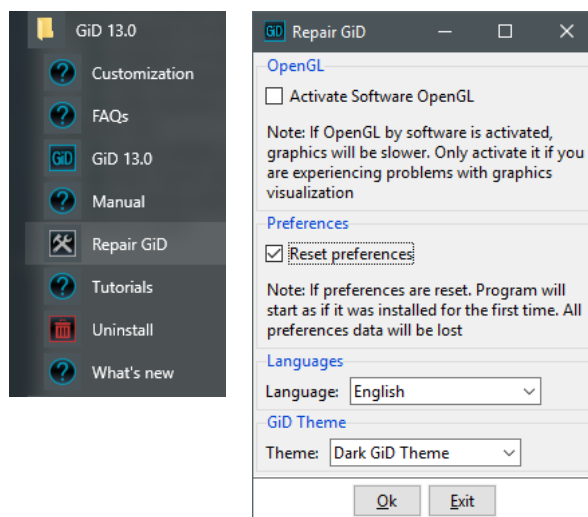 GiD 13.0
Customization
FAQs
GiD
GiD 13.0
Manual
Repair GiD
Tutorials
Uninstall
What's new
GiD Repair GiD
OpenGL
Activate Software OpenGL
Note: If OpenGL by software is activated,
graphics will be slower. Only activate it if you
are experiencing problems with graphics
visualization
Preferences
Reset preferences
Note: If preferences are reset. Program will
start as if it was installed for the first time. All
preferences data will be lost
Languages
Language: English
GiD Theme
Theme: Dark GiD Theme
Ok Exit